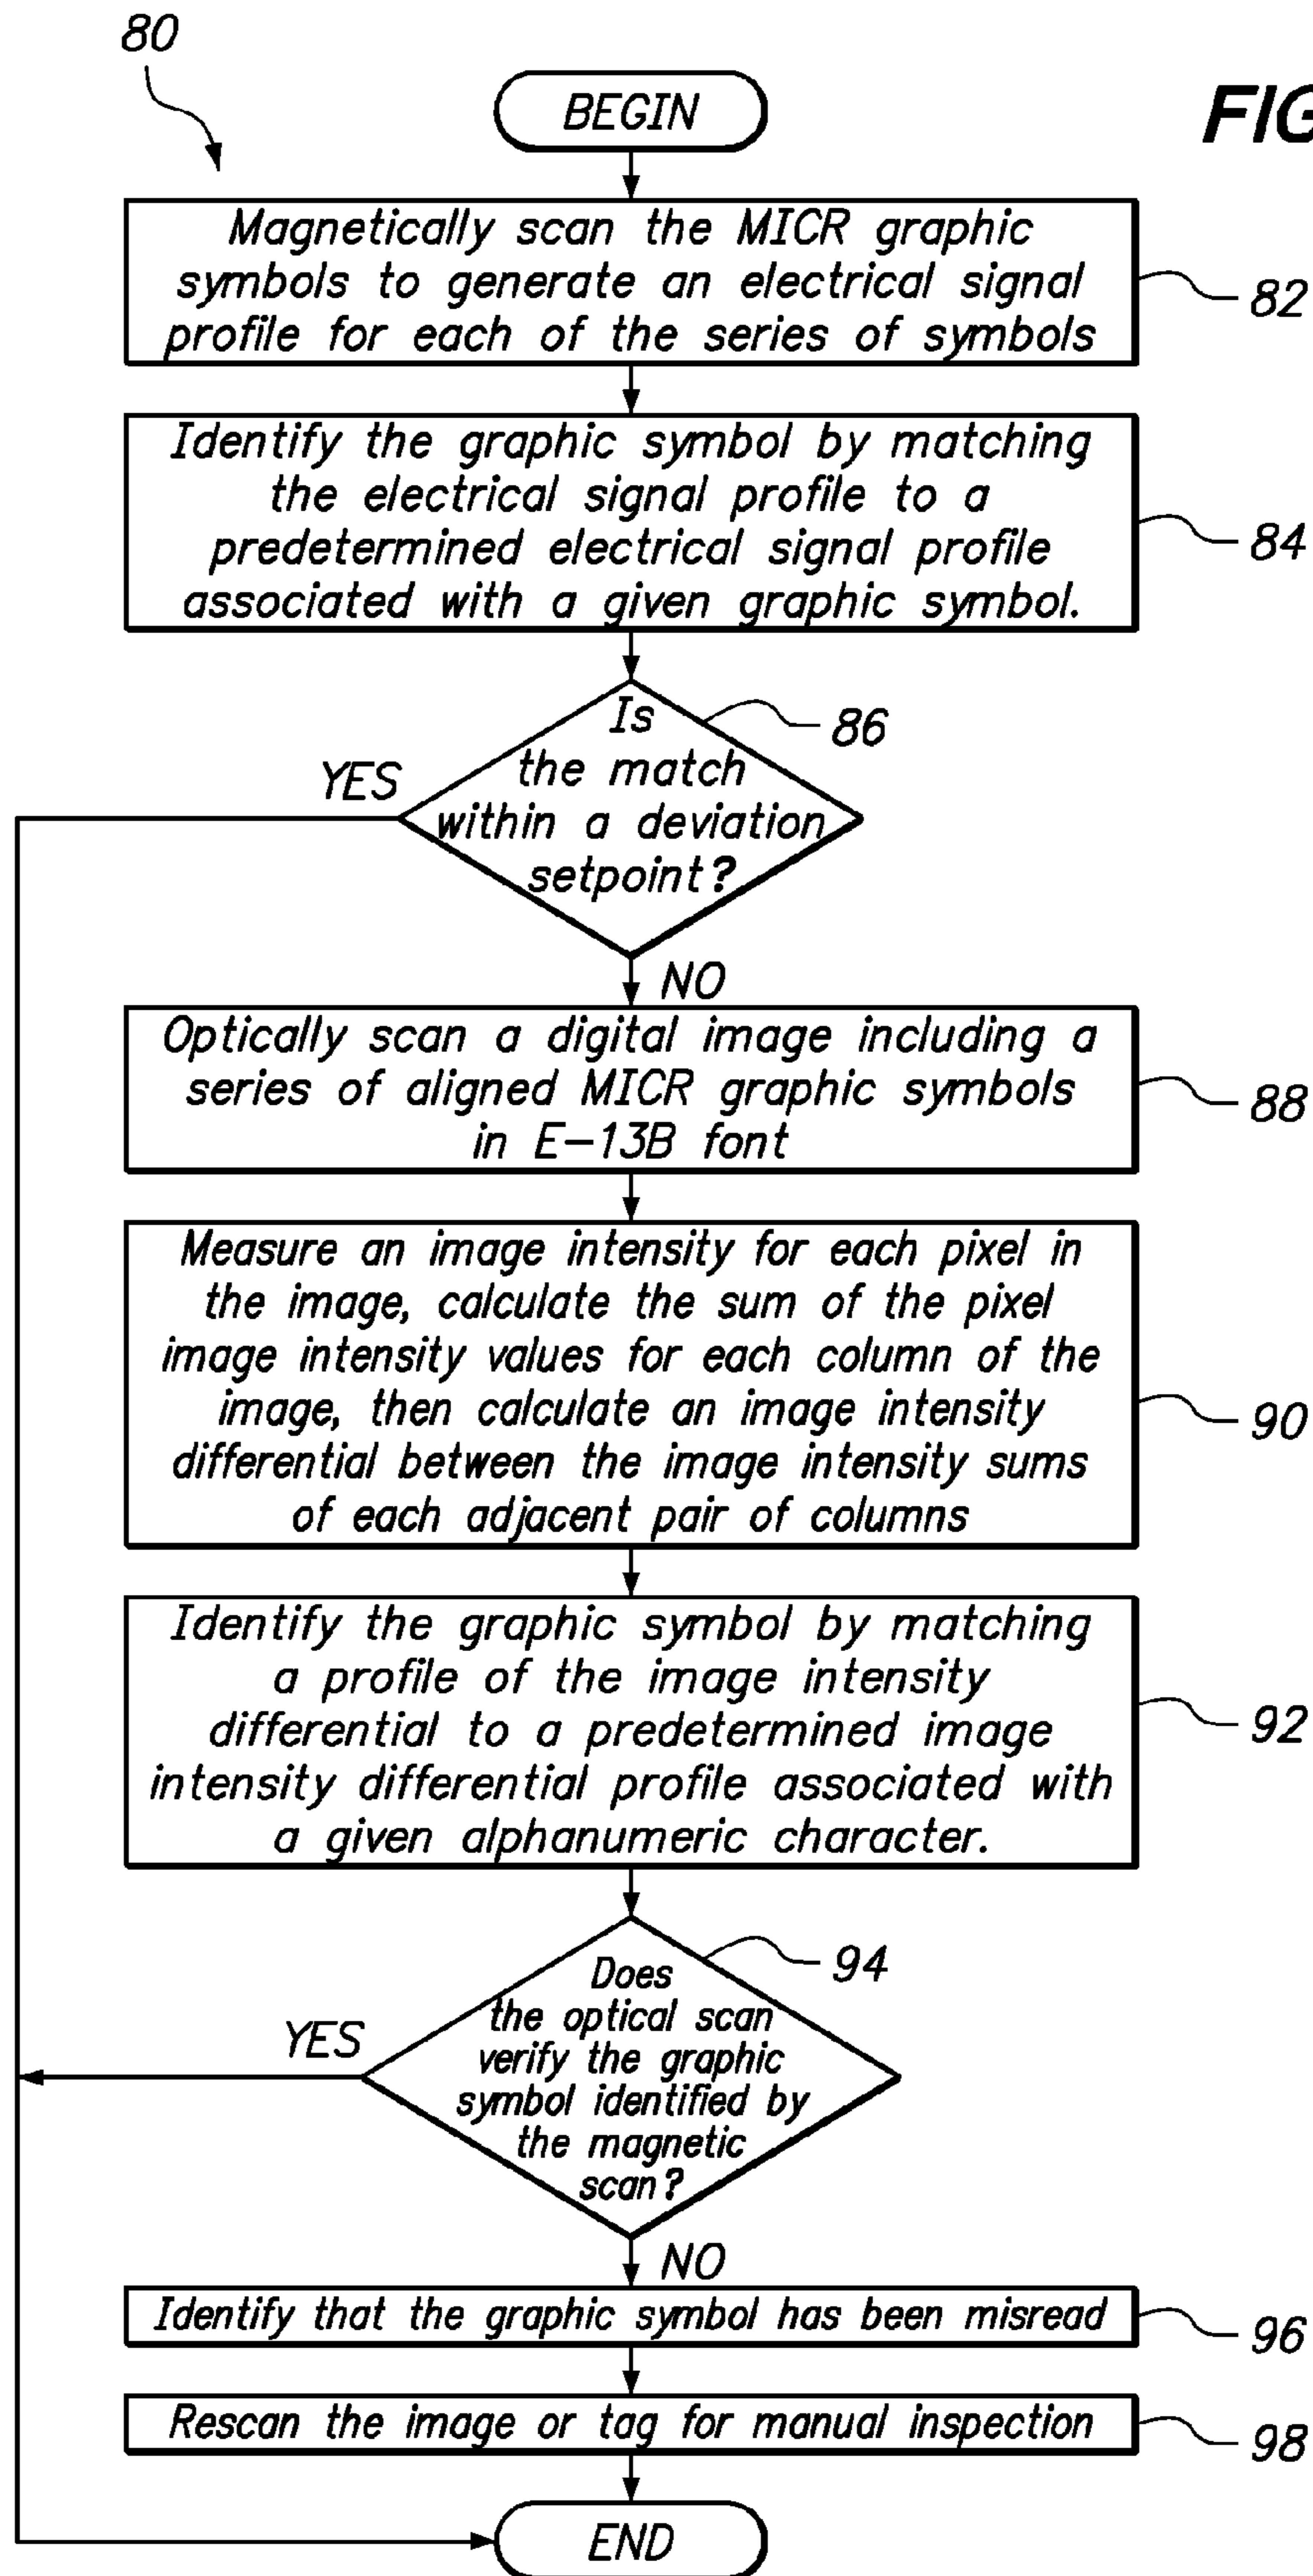 80
BEGIN
FIG
Magnetically scan the MICR graphic
symbols to generate an electrical signal
profile for each of the series of symbols
82
Identify the graphic symbol by matching
the electrical signal profile to a
predetermined electrical signal profile
associated with a given graphic symbol.
84
Is
the match
within a deviation
setpoint?
86
YES
NO
Optically scan a digital image including a
series of aligned MICR graphic symbols
in E-13B font
88
Measure an image intensity for each pixel in
the image, calculate the sum of the pixel
image intensity values for each column of the
image, then calculate an image intensity
differential between the image intensity sums
of each adjacent pair of columns
90
Identify the graphic symbol by matching
a profile of the image intensity
differential to a predetermined image
intensity differential profile associated with
a given alphanumeric character.
92
Does
the optical scan
verify the graphic
symbol identified by
the magnetic
scan?
94
YES
NO
Identify that the graphic symbol has been misread
96
Rescan the image or tag for manual inspection
98
END